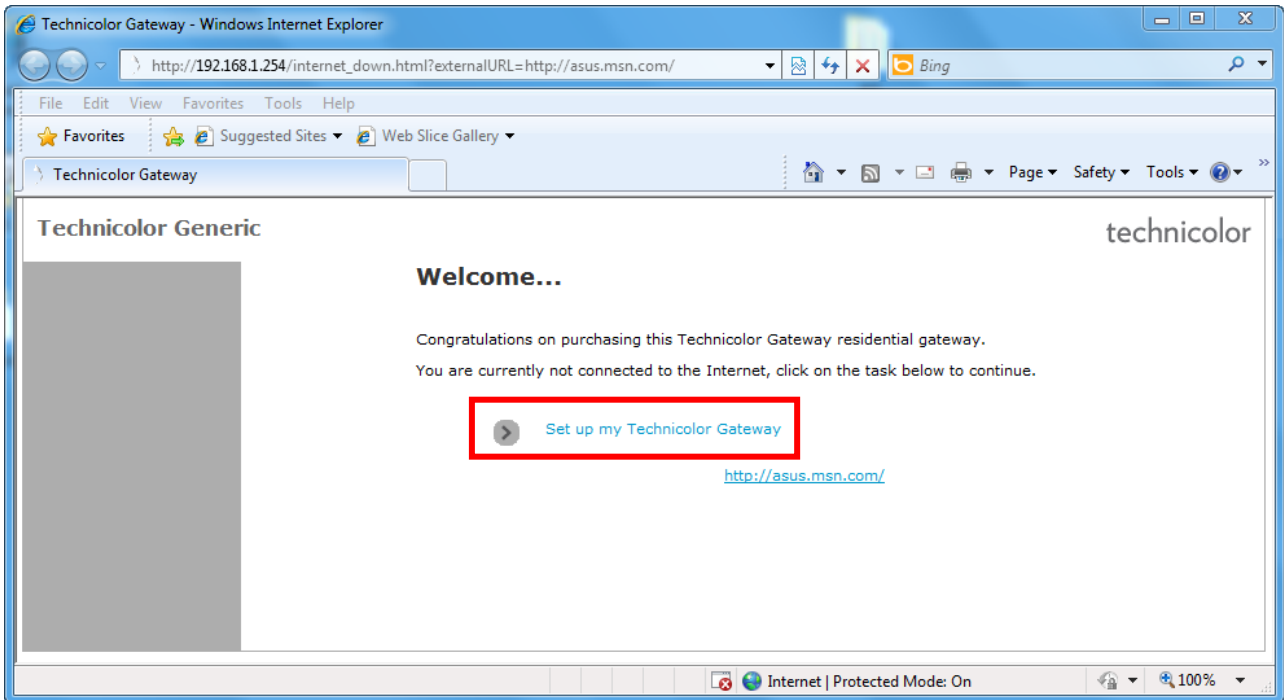 Technicolor Gateway - Windows Internet Explorer
http://192.168.1.254/internet_down.html?externalURL=http://asus.msn.com/ Bing
File Edit View Favorites Tools Help
Favorites Suggested Sites Web Slice Gallery
Technicolor Gateway Page Safety Tools »
Technicolor Generic technicolor
Welcome...
Congratulations on purchasing this Technicolor Gateway residential gateway.
You are currently not connected to the Internet, click on the task below to continue.
Set up my Technicolor Gateway
http://asus.msn.com/
Internet | Protected Mode: On 100%